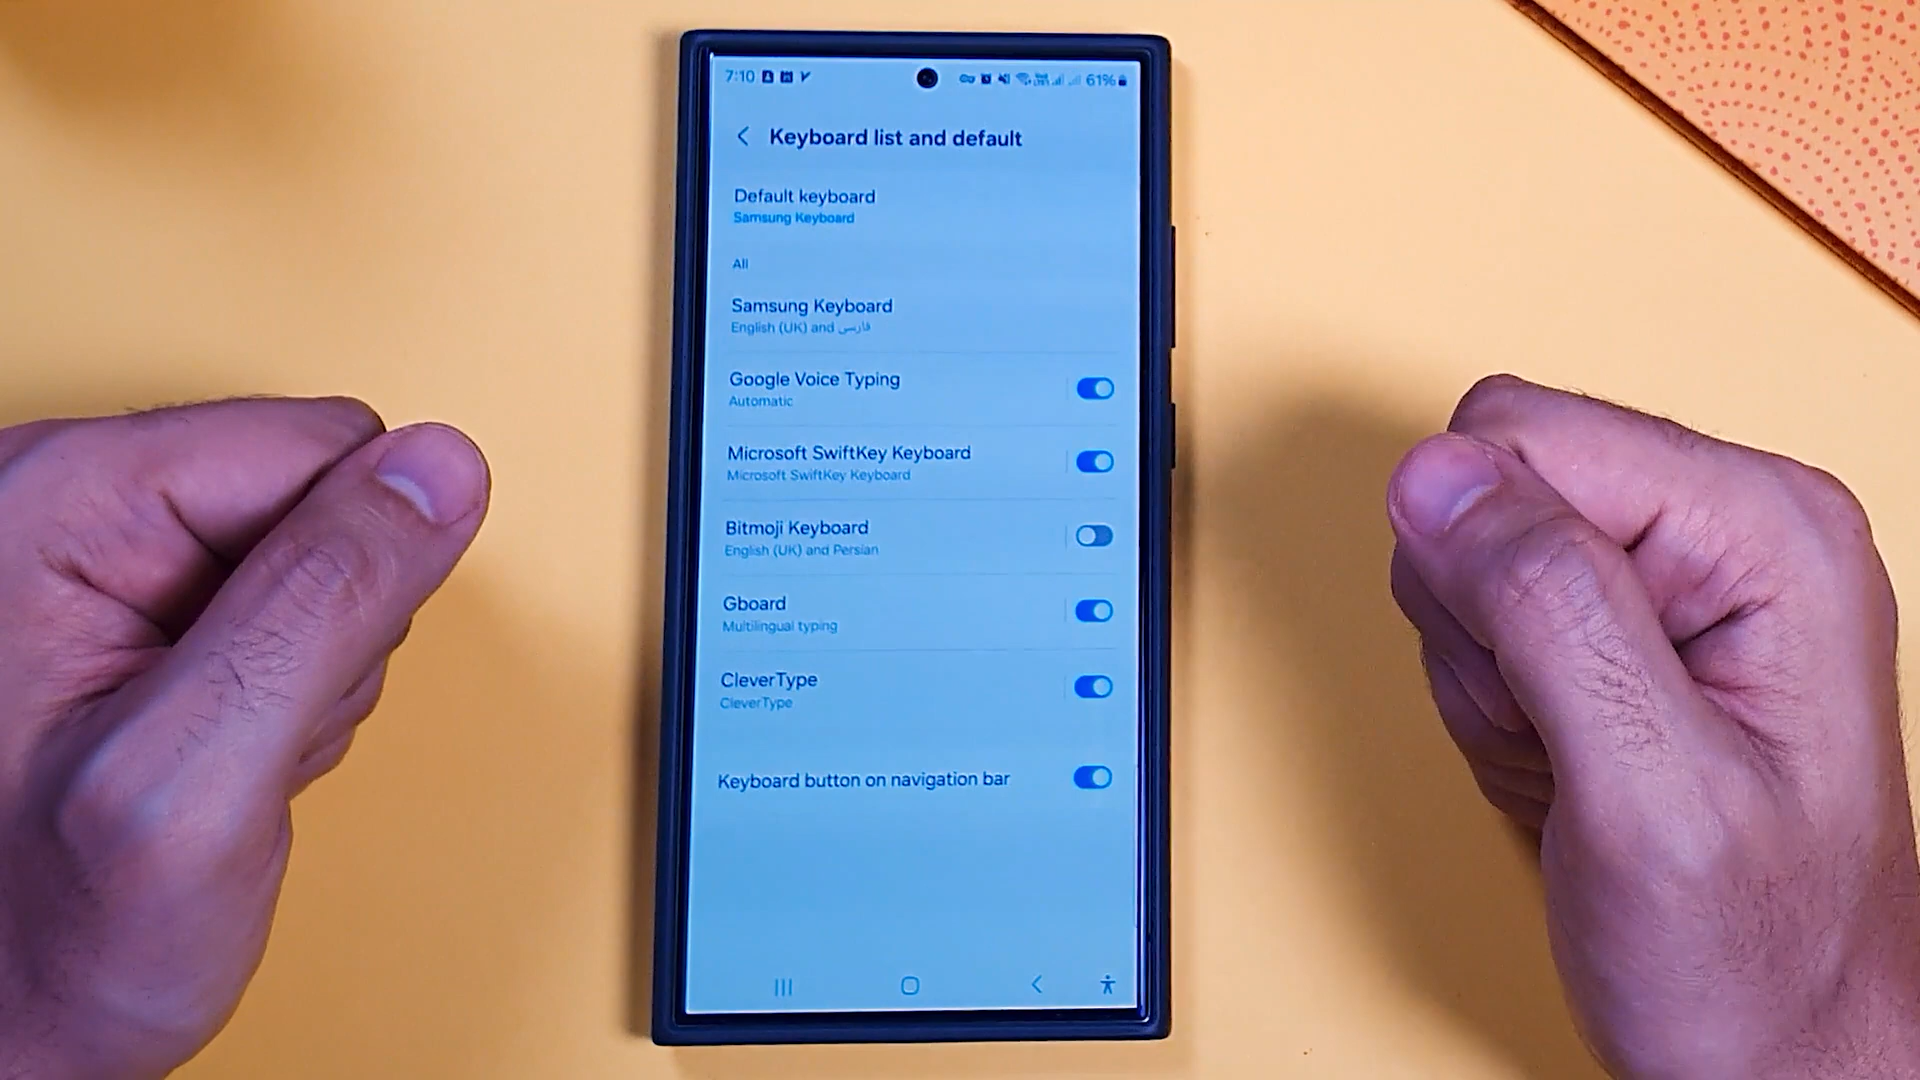 7:10 61%
Keyboard list and default
Default keyboard
Samsung Keyboard
All
Samsung Keyboard
English (UK) and فارسی
Google Voice Typing
Automatic
Microsoft SwiftKey Keyboard
Microsoft SwiftKey Keyboard
Bitmoji Keyboard
English (UK) and Persian
Gboard
Multilingual typing
CleverType
CleverType
Keyboard button on navigation bar